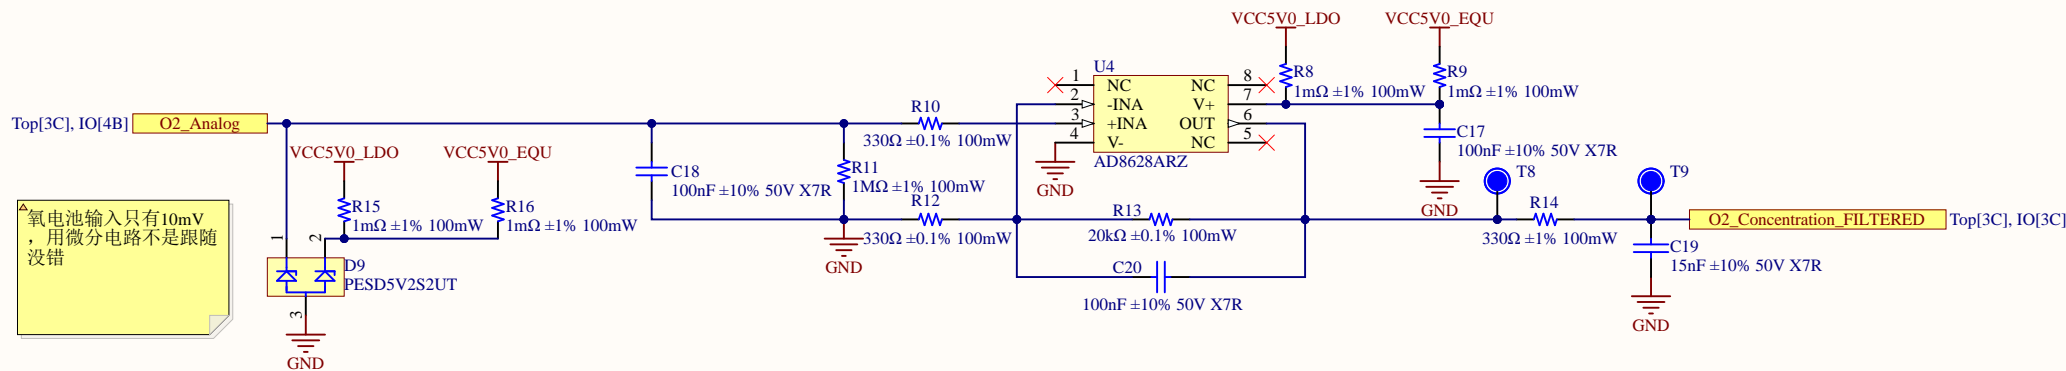 VCC5V0_LDO
VCC5V0_EQU
U4
1 NC
2 -INA
3 +INA
4 V-
NC 8
V+ 7
OUT 6
NC 5
AD8628ARZ
GND
R8
1mΩ ±1% 100mW
R9
1mΩ ±1% 100mW
C17
100nF ±10% 50V X7R
GND
Top[3C], IO[4B]
O2_Analog
R10
330Ω ±0.1% 100mW
VCC5V0_LDO
VCC5V0_EQU
C18
100nF ±10% 50V X7R
R11
1MΩ ±1% 100mW
R15
1mΩ ±1% 100mW
R16
1mΩ ±1% 100mW
R12
330Ω ±0.1% 100mW
GND
R13
20kΩ ±0.1% 100mW
C20
100nF ±10% 50V X7R
T8
R14
330Ω ±1% 100mW
T9
O2_Concentration_FILTERED
Top[3C], IO[3C]
C19
15nF ±10% 50V X7R
GND
氧电池输入只有10mV
，用微分电路不是跟随
没错
1
2
D9
PESD5V2S2UT
3
GND